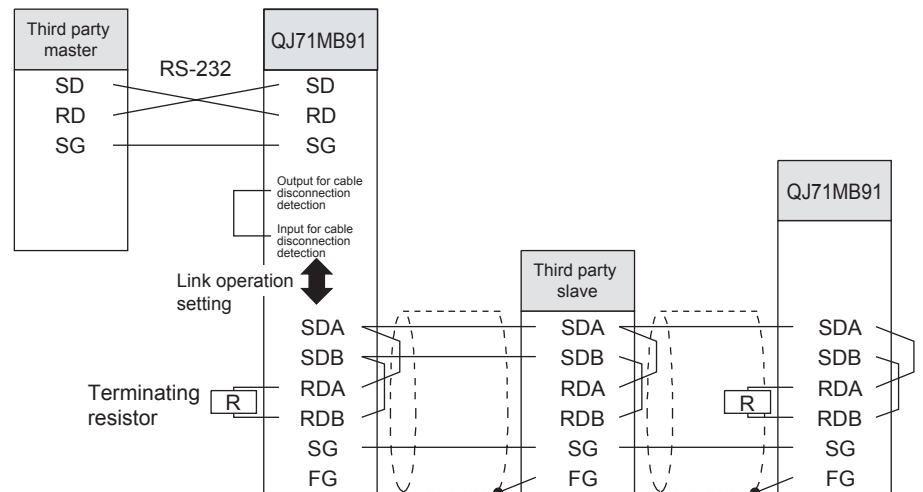 Third party
master
QJ71MB91
RS-232
SD
RD
SG
SD
RD
SG
Output for cable
disconnection
detection
Input for cable
disconnection
detection
Link operation
setting
Terminating
resistor
R
SDA
SDB
RDA
RDB
SG
FG
Third party
slave
SDA
SDB
RDA
RDB
SG
FG
QJ71MB91
R
SDA
SDB
RDA
RDB
SG
FG